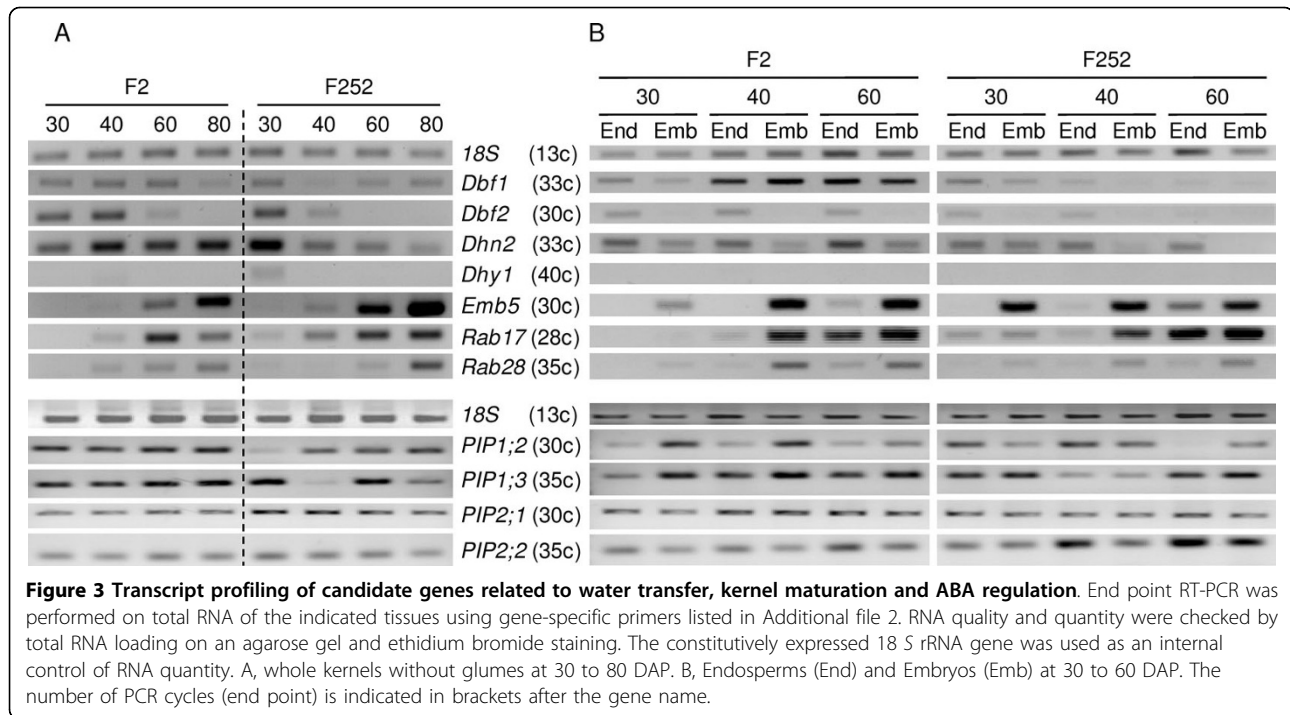 A
B
F2 F252
F2 F252
30 40 60 80 30 40 60 80
30 40 60 30 40 60
End Emb End Emb End Emb End Emb End Emb End Emb
18S (13c)
Dbf1 (33c)
Dbf2 (30c)
Dhn2 (33c)
Dhy1 (40c)
Emb5 (30c)
Rab17 (28c)
Rab28 (35c)
18S (13c)
PIP1;2 (30c)
PIP1;3 (35c)
PIP2;1 (30c)
PIP2;2 (35c)
Figure 3 Transcript profiling of candidate genes related to water transfer, kernel maturation and ABA regulation. End point RT-PCR was
performed on total RNA of the indicated tissues using gene-specific primers listed in Additional file 2. RNA quality and quantity were checked by
total RNA loading on an agarose gel and ethidium bromide staining. The constitutively expressed 18 S rRNA gene was used as an internal
control of RNA quantity. A, whole kernels without glumes at 30 to 80 DAP. B, Endosperms (End) and Embryos (Emb) at 30 to 60 DAP. The
number of PCR cycles (end point) is indicated in brackets after the gene name.